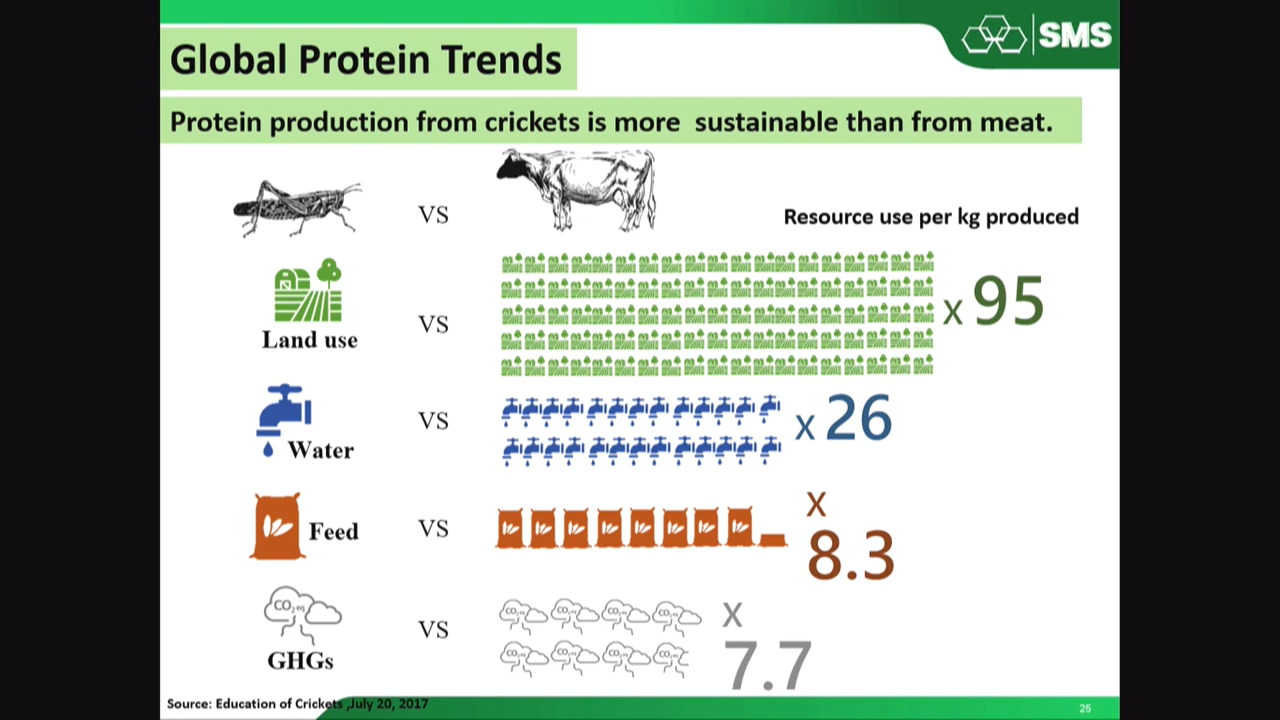 SMS
Global Protein Trends
Protein production from crickets is more sustainable than from meat.
VS
Resource use per kg produced
Land use
VS
x 95
Water
VS
x 26
Feed
VS
x
8.3
CO2 eq
GHGs
VS
x
7.7
Source: Education of Crickets ,July 20, 2017
25